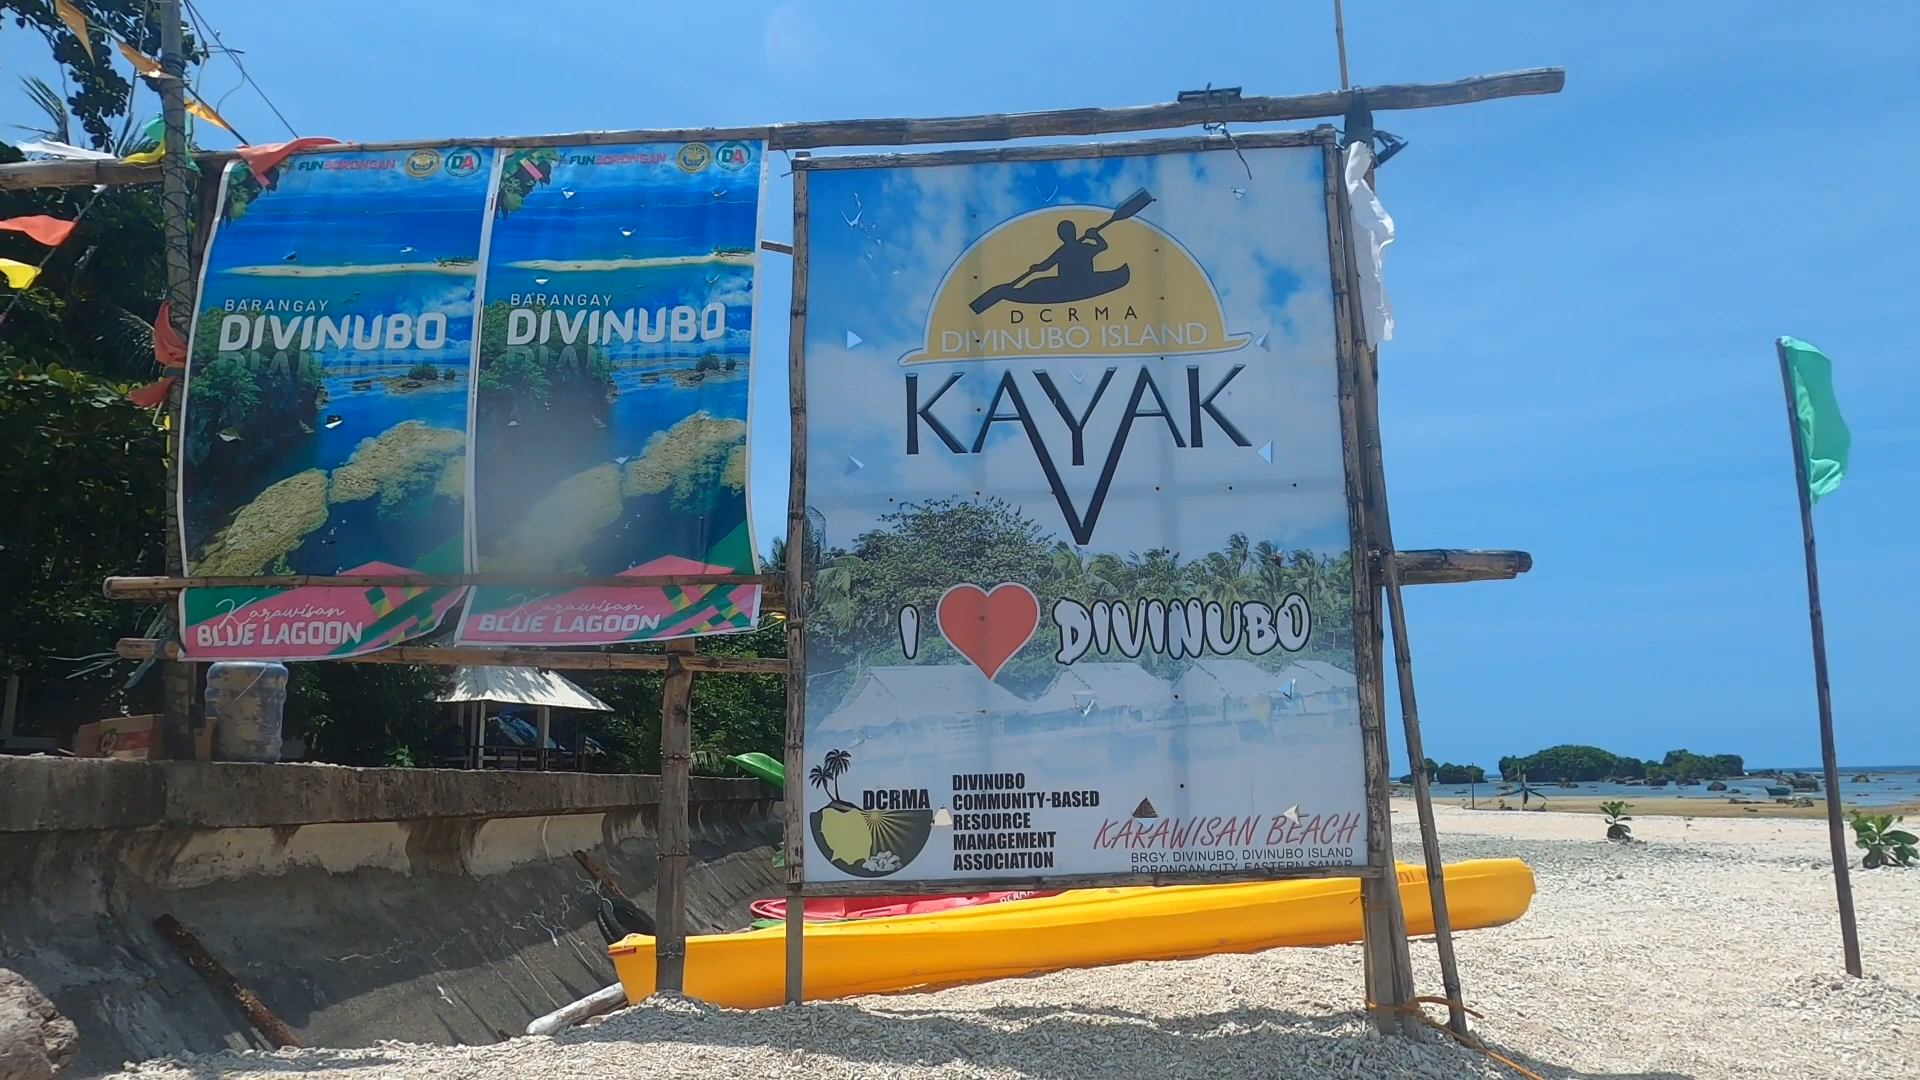 FUNBORONGAN
DA
BARANGAY
DIVINUBO
Karawisan
BLUE LAGOON
FUNBORONGAN
DA
BARANGAY
DIVINUBO
Karawisan
BLUE LAGOON
DCRMA
DIVINUBO ISLAND
KAYAK
I DIVINUBO
DCRMA
DIVINUBO
COMMUNITY-BASED
RESOURCE
MANAGEMENT
ASSOCIATION
KARAWISAN BEACH
BRGY. DIVINUBO, DIVINUBO ISLAND
BORONGAN CITY, EASTERN SAMAR
DCRMA